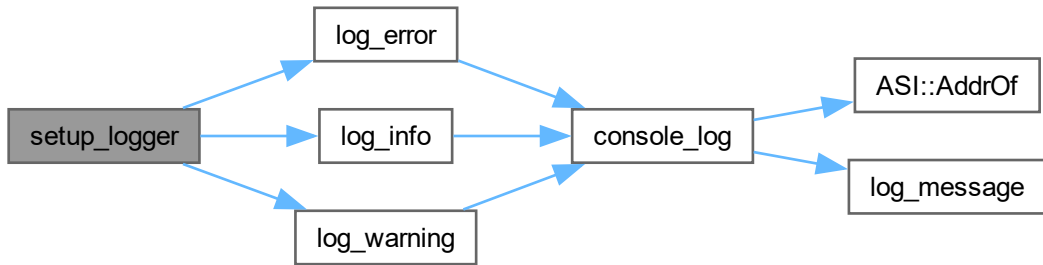 setup_logger
log_error
log_info
log_warning
console_log
ASI::AddrOf
log_message